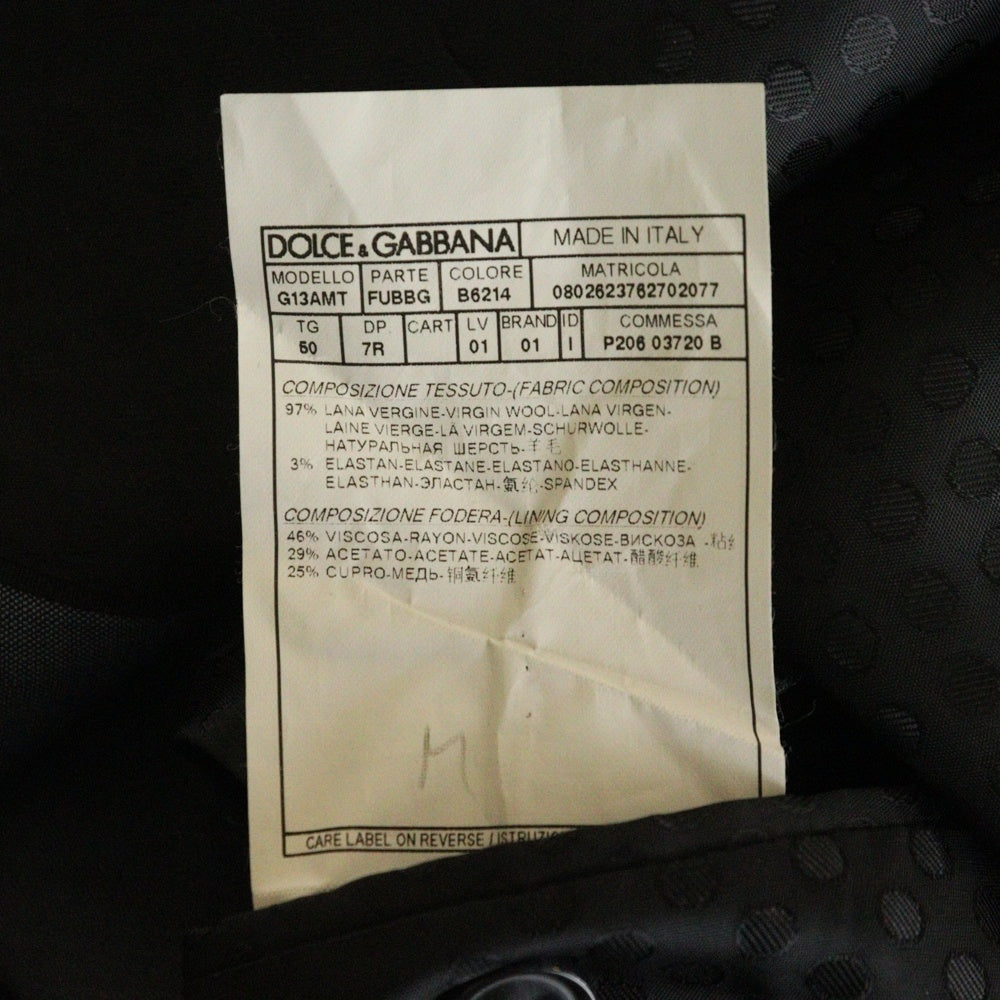 DOLCE & GABBANA MADE IN ITALY
MODELLO PARTE COLORE MATRICOLA
G13AMT FUBBG B6214 0802623762702077
TG DP. CART LV BRAND ID COMMESSA
50 7R 01 01 I P206 03720 B
COMPOSIZIONE TESSUTO-(FABRIC COMPOSITION)
97% LANA VERGINE-VIRGIN WOOL-LANA VIRGEN-
LAINE VIERGE-LÃ VIRGEM-SCHURWOLLE-
НАТУРАЛЬНАЯ ШЕРСТЬ-羊毛
3% ELASTAN-ELASTANE-ELASTANO-ELASTHANNE-
ELASTHAN-ЭЛАСТАН-氨纶-SPANDEX
COMPOSIZIONE FODERA-(LINING COMPOSITION)
46% VISCOSA-RAYON-VISCOSE-VISKOSE-ВИСКОЗА -粘
29% ACETATO-ACETATE-ACETAT-АЦЕТАТ-醋酸纤维
25% CUPRO-МЕДЬ-铜氨纤维
M
CARE LABEL ON REVERSE /